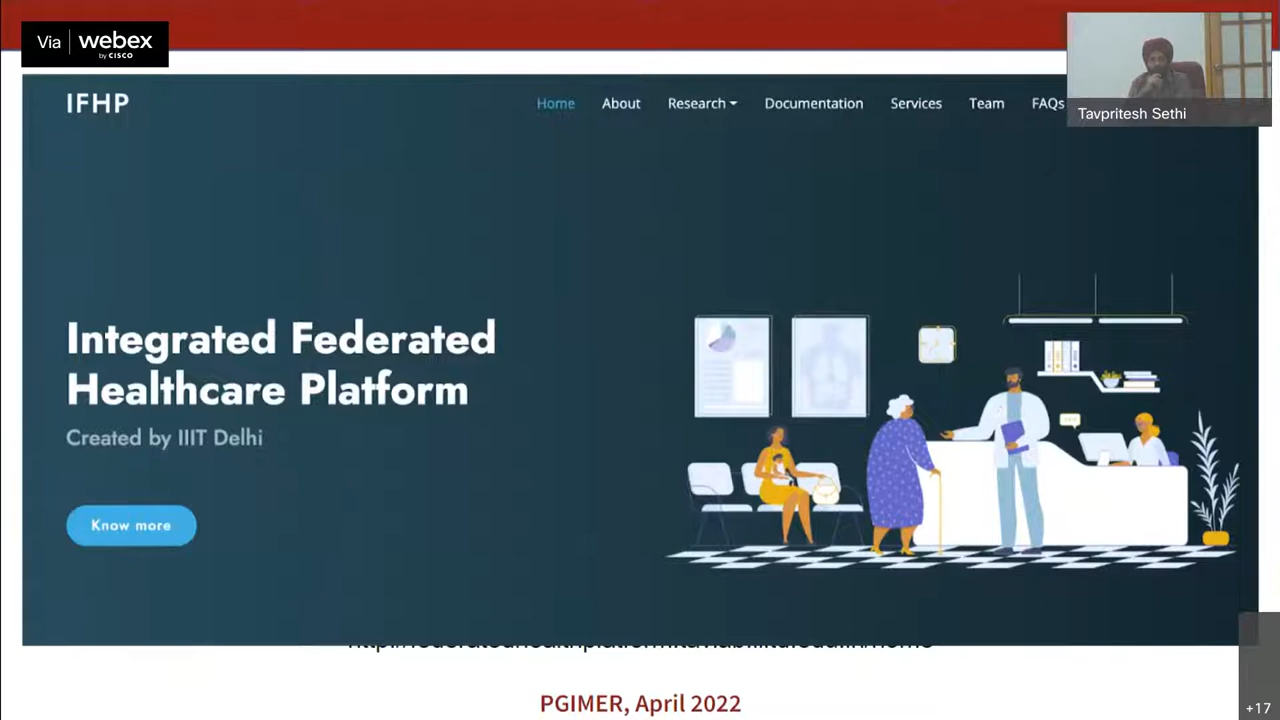 Via | webex
by CISCO
Tavpritesh Sethi
IFHP
Home About Research Documentation Services Team FAQs
Integrated Federated
Healthcare Platform
Created by IIIT Delhi
Know more
PGIMER, April 2022
+17